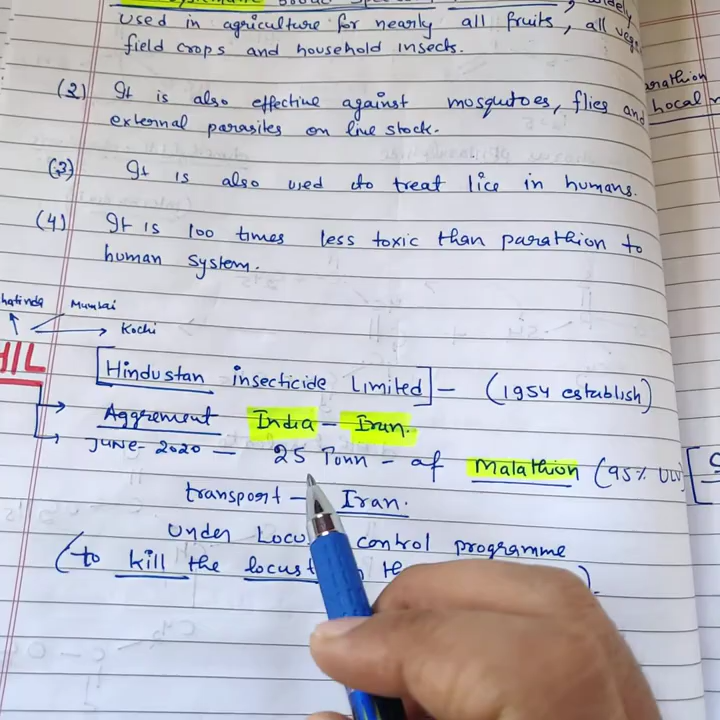 used in agriculture for nearly all fruits, all vege
field crops and household insects.
(2) It is also effective against mosqutoes, flies and
external parasites on live stock.
(3) It is also used to treat lice in humans.
(4) It is 100 times less toxic than parathion to
human system.
hatinda Mumbai
Kochi
HIL
[Hindustan insecticide Limited] - (1954 establish)
Aggrement India - Iran.
JUNE-2020 - 25 Tonn - of Malathion (95% ULV)
transport - Iran.
under Locu control programme
(to kill the locust